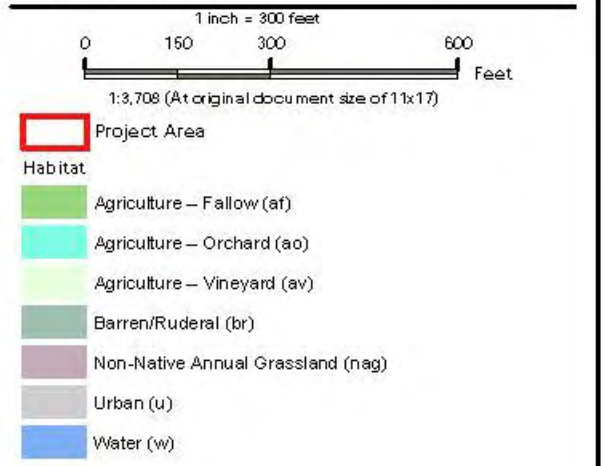 1 inch = 300 feet
0 150 300 600
Feet
1:3,708 (At original document size of 11x17)
Project Area
Habitat
Agriculture – Fallow (af)
Agriculture – Orchard (ao)
Agriculture – Vineyard (av)
Barren/Ruderal (br)
Non-Native Annual Grassland (nag)
Urban (u)
Water (w)